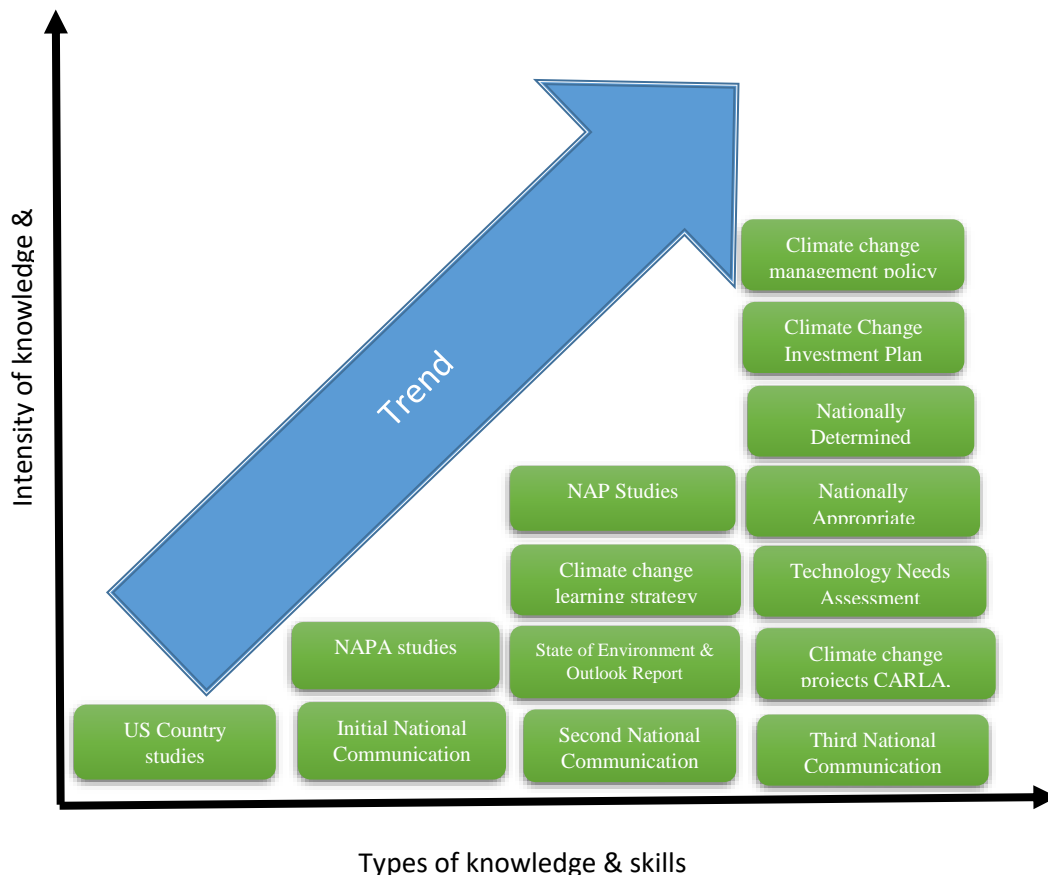 Intensity of knowledge &
Trend
US Country
studies
NAPA studies
Initial National
Communication
NAP Studies
Climate change
learning strategy
State of Environment &
Outlook Report
Second National
Communication
Climate change
management policy
Climate Change
Investment Plan
Nationally
Determined
Nationally
Appropriate
Technology Needs
Assessment
Climate change
projects CARLA,
Third National
Communication
Types of knowledge & skills